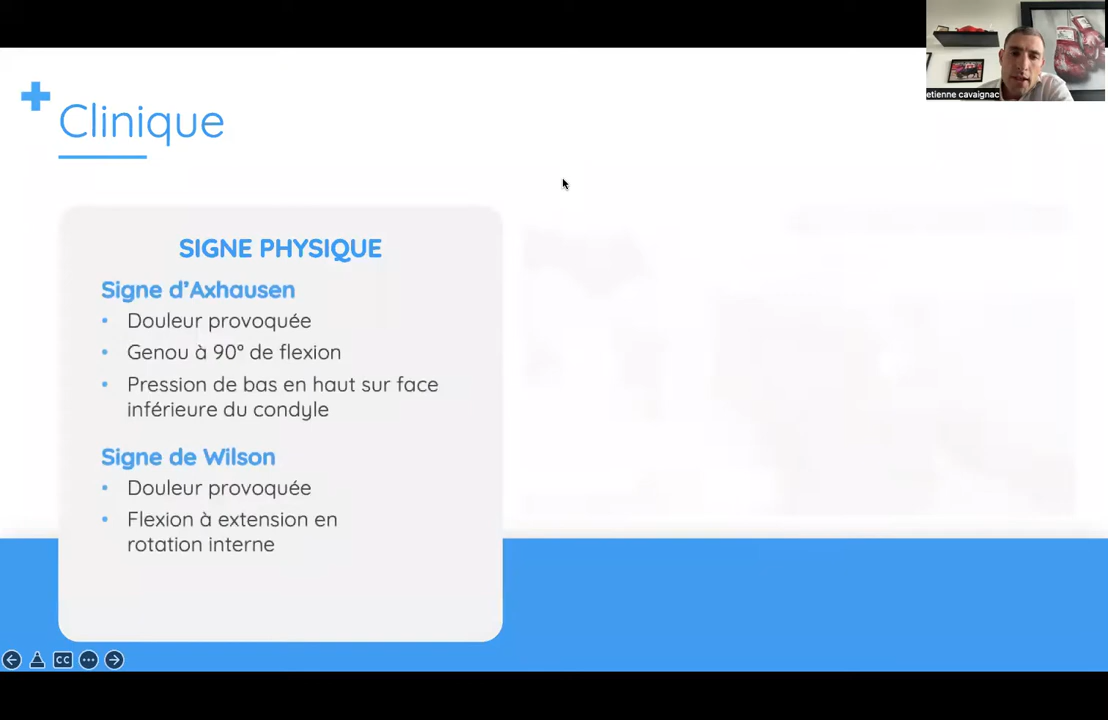 etienne cavaignac
Clinique
SIGNE PHYSIQUE
Signe d’Axhausen
• Douleur provoquée
• Genou à 90° de flexion
• Pression de bas en haut sur face
inférieure du condyle
Signe de Wilson
• Douleur provoquée
• Flexion à extension en
rotation interne
CC